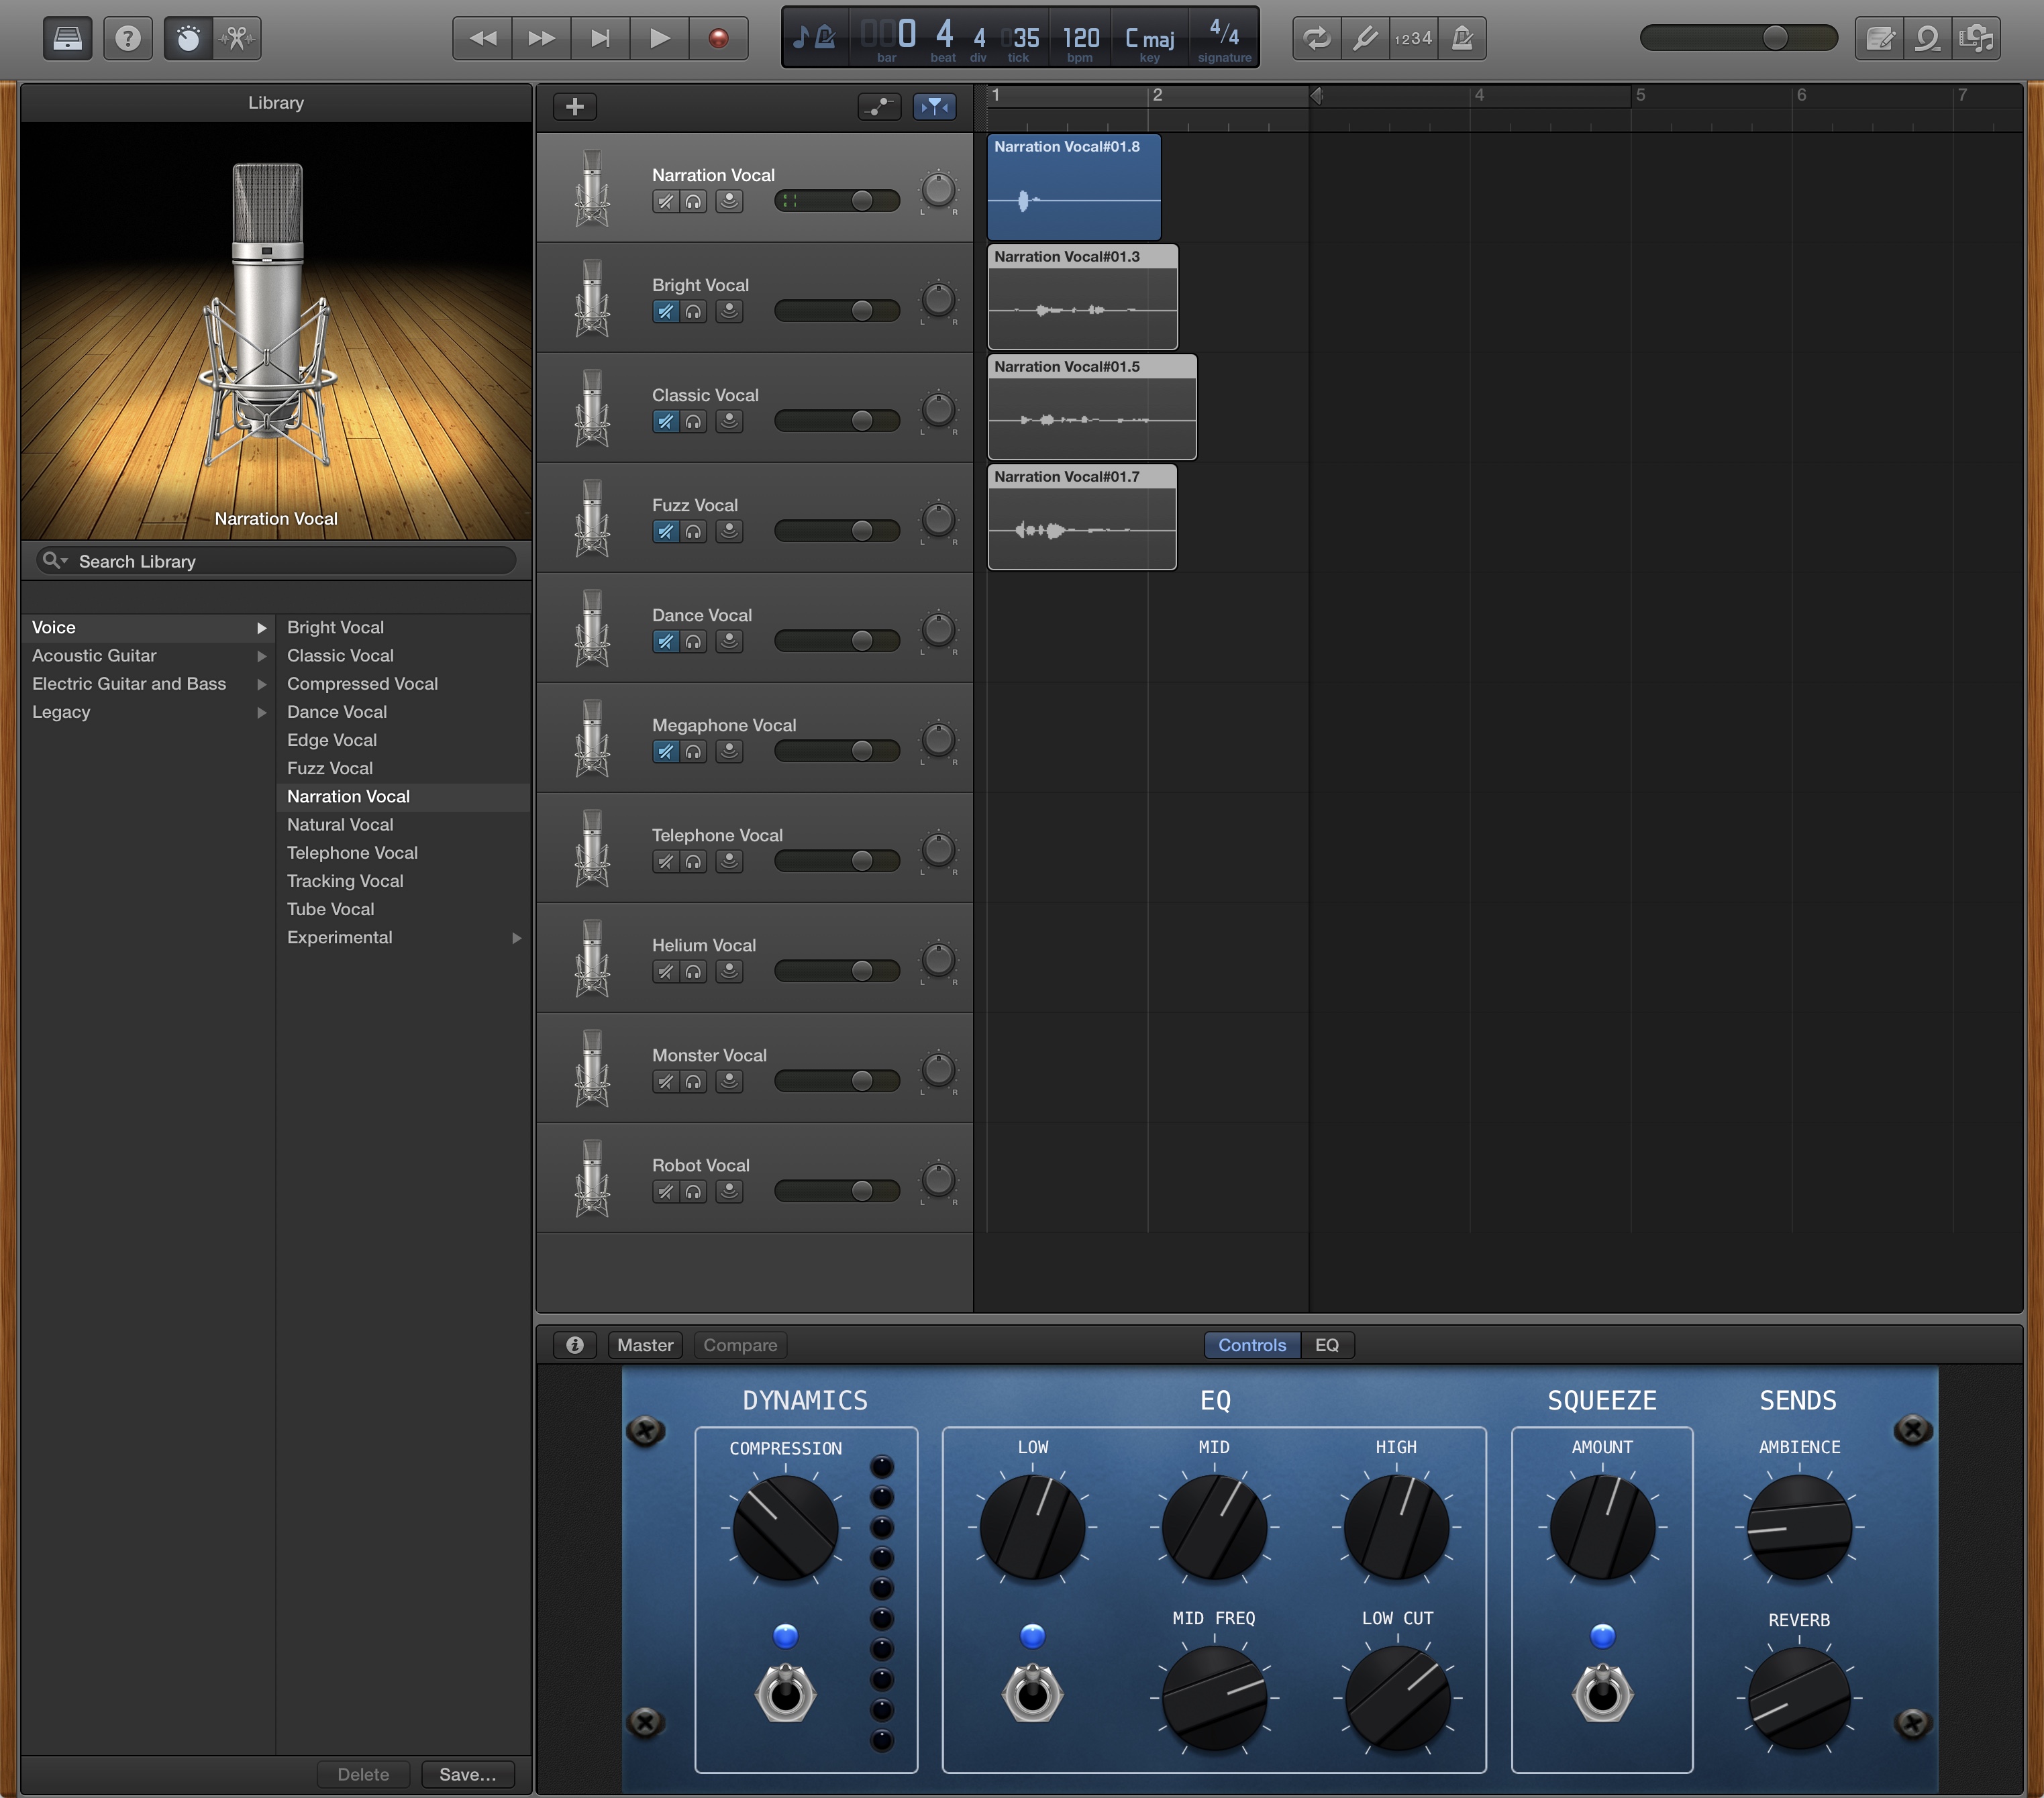 0 4 4 35 120 C maj 4/4
bar beat div tick bpm key signature
1234
Library
Narration Vocal
Search Library
Voice
Acoustic Guitar
Electric Guitar and Bass
Legacy
Bright Vocal
Classic Vocal
Compressed Vocal
Dance Vocal
Edge Vocal
Fuzz Vocal
Narration Vocal
Natural Vocal
Telephone Vocal
Tracking Vocal
Tube Vocal
Experimental
Delete
Save...
1 2 4 5 6 7
Narration Vocal
L R
Narration Vocal#01.8
Bright Vocal
L R
Narration Vocal#01.3
Classic Vocal
L R
Narration Vocal#01.5
Fuzz Vocal
L R
Narration Vocal#01.7
Dance Vocal
L R
Megaphone Vocal
L R
Telephone Vocal
L R
Helium Vocal
L R
Monster Vocal
L R
Robot Vocal
L R
Master
Compare
Controls
EQ
DYNAMICS
COMPRESSION
EQ
LOW
MID
HIGH
MID FREQ
LOW CUT
SQUEEZE
AMOUNT
SENDS
AMBIENCE
REVERB